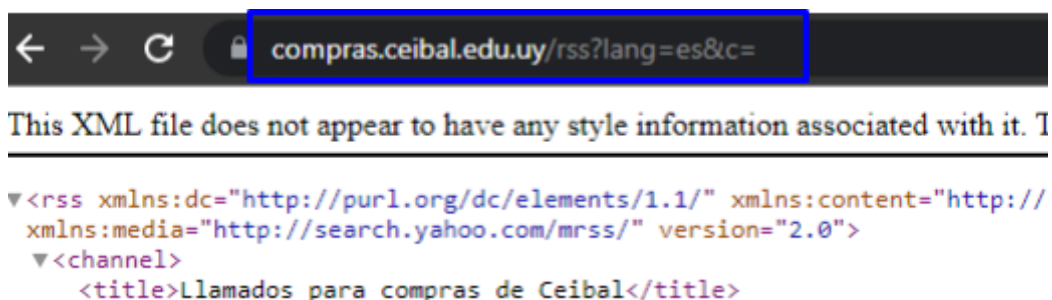 compras.ceibal.edu.uy/rss?lang=es&c=
This XML file does not appear to have any style information associated with it. T
▼<rss xmlns:dc="http://purl.org/dc/elements/1.1/" xmlns:content="http://
xmlns:media="http://search.yahoo.com/mrss/" version="2.0">
▼<channel>
<title>Llamados para compras de Ceibal</title>